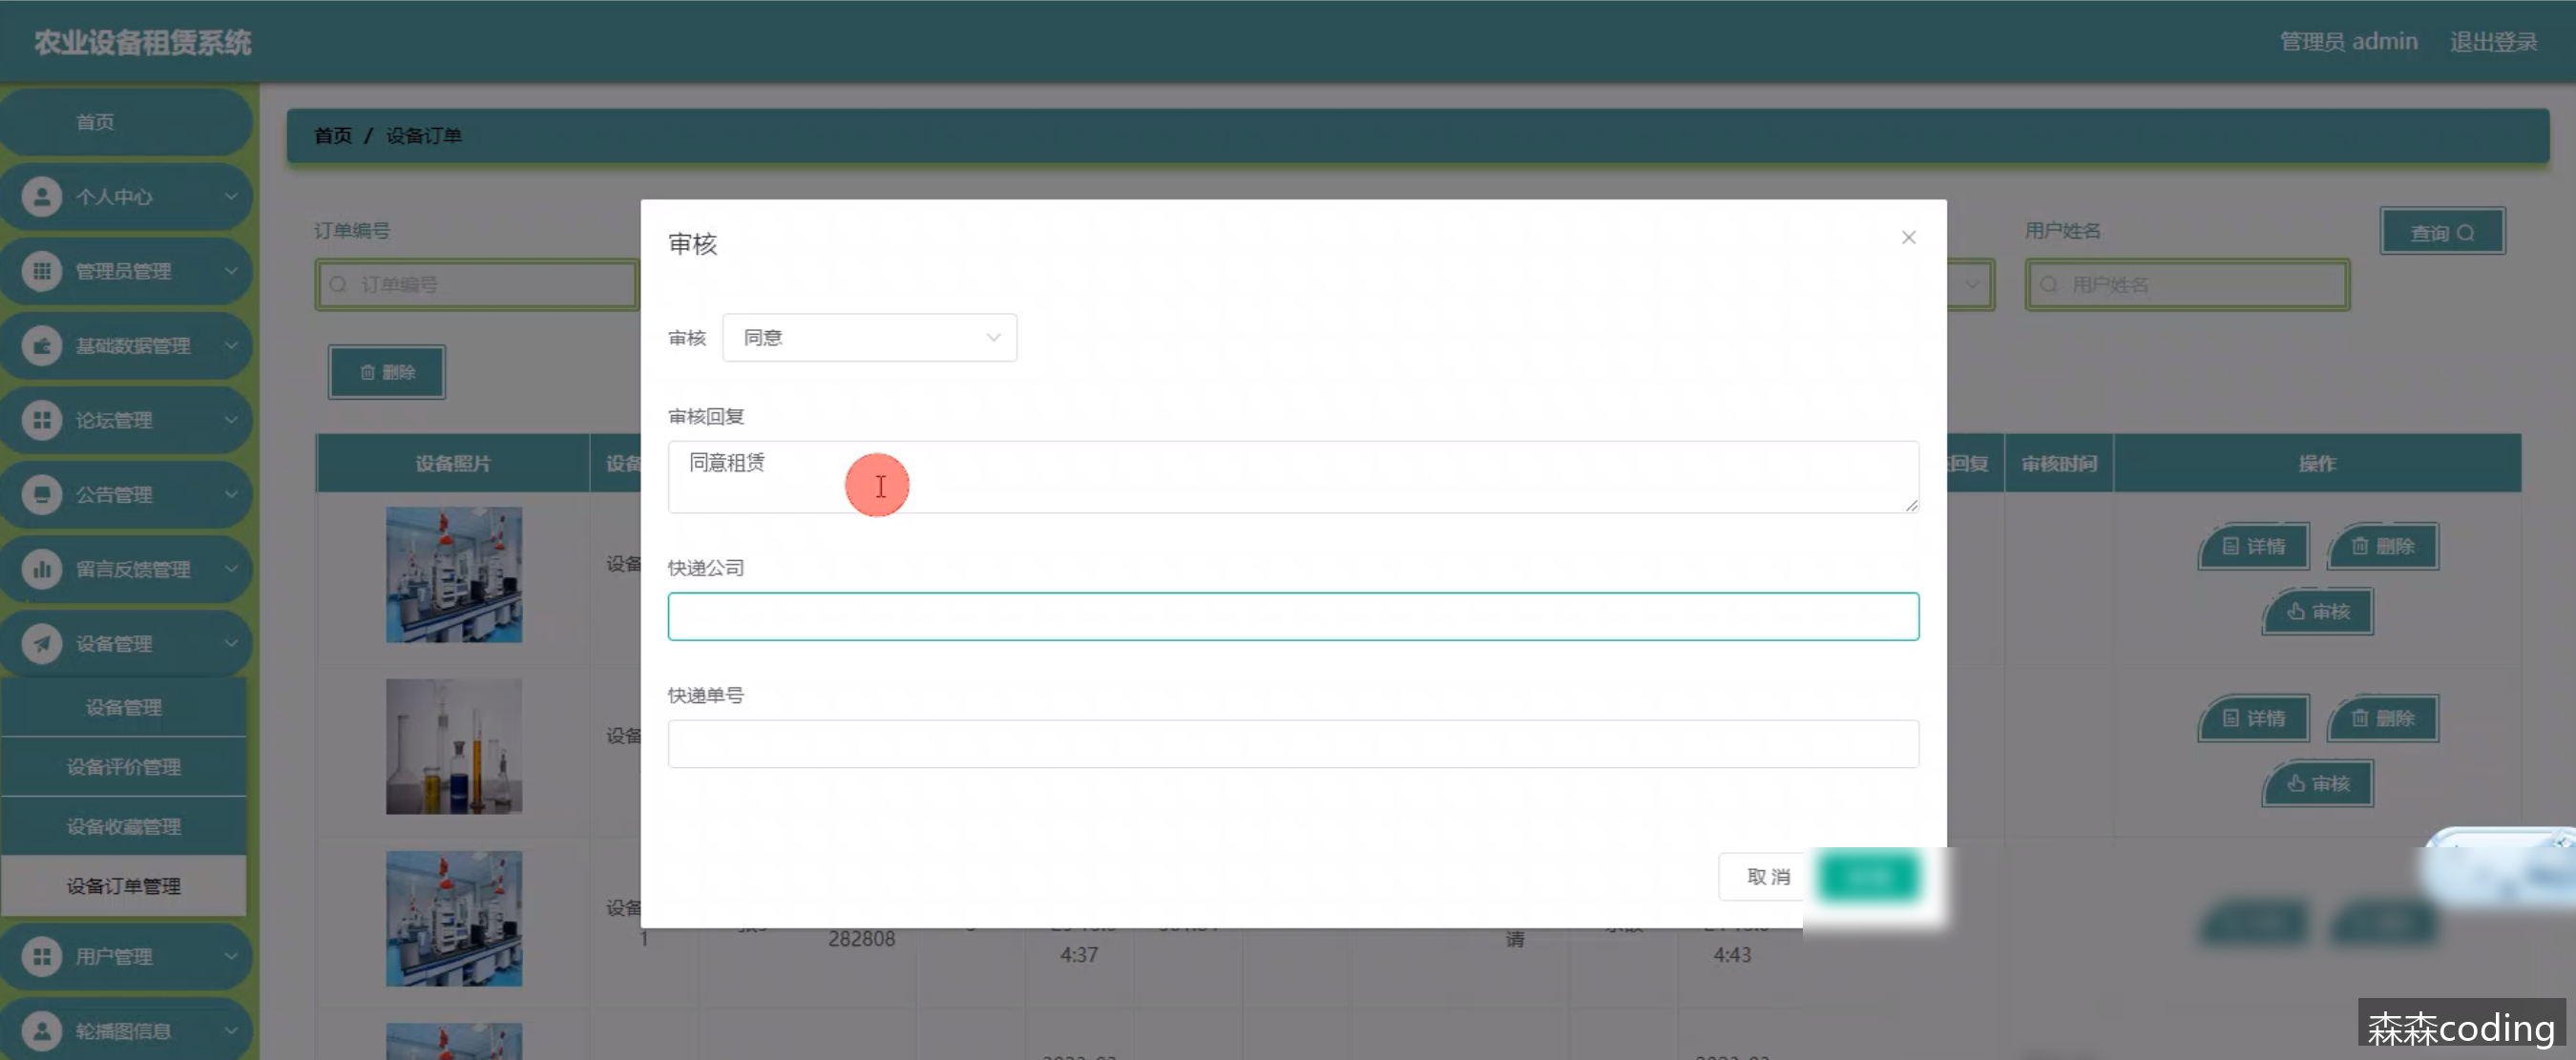 农业设备租赁系统
管理员 admin 退出登录
首页
个人中心
管理员管理
基础数据管理
论坛管理
公告管理
留言反馈管理
设备管理
设备管理
设备评价管理
设备收藏管理
设备订单管理
用户管理
轮播图信息
首页 / 设备订单
订单编号
订单编号
用户姓名
用户姓名
查询
删除
设备照片
设备
回复
审核时间
操作
设备
详情 删除
审核
设备
详情 删除
审核
设备
1
282808
4:37
请
4:43
审核
审核 同意
审核回复
同意租赁
快递公司
快递单号
取消
森森coding